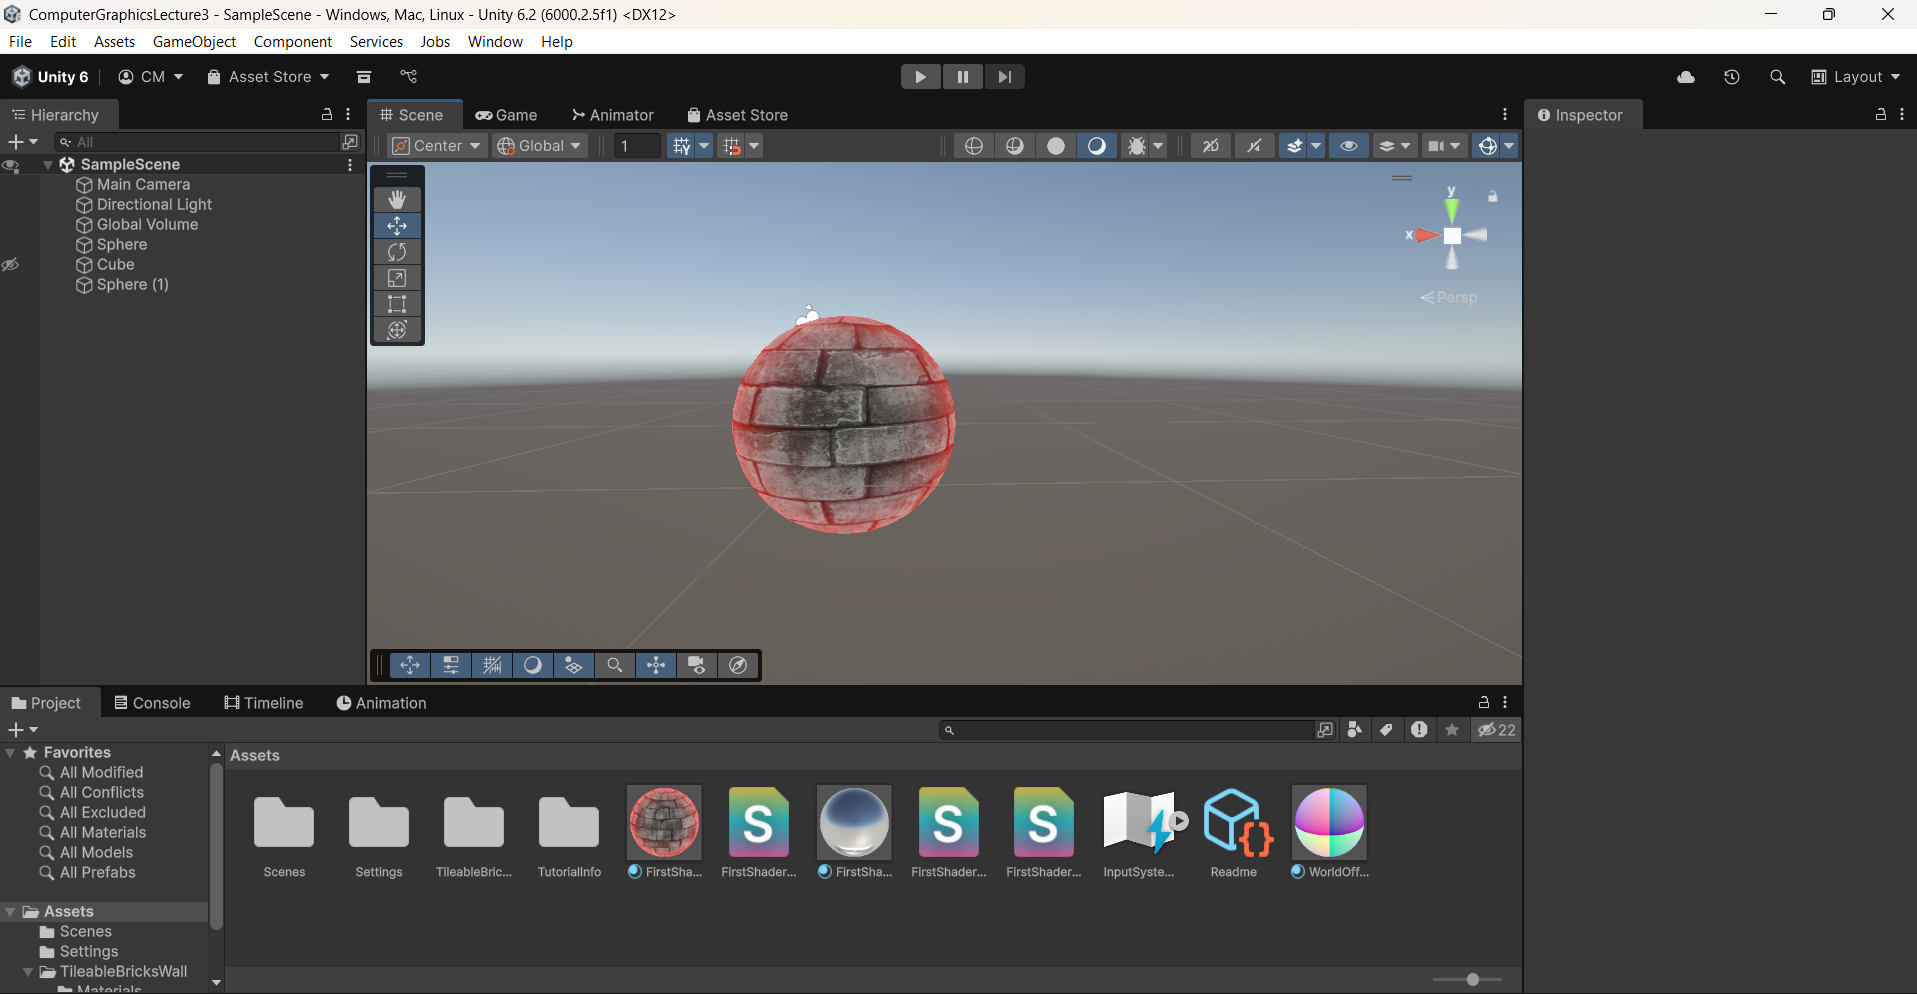 ComputerGraphicsLecture3 - SampleScene - Windows, Mac, Linux - Unity 6.2 (6000.2.5f1) <DX12>
File Edit Assets GameObject Component Services Jobs Window Help
Unity 6 CM Asset Store Layout
Hierarchy
Scene Game Animator Asset Store
Inspector
All
Center Global 1 2D
SampleScene
Main Camera
Directional Light
Global Volume
Sphere
Cube
Sphere (1)
y
x
Persp
Project Console Timeline Animation
22
Favorites
All Modified
All Conflicts
All Excluded
All Materials
All Models
All Prefabs
Assets
Scenes
Settings
TileableBricksWall
Materials
Assets
S S S {}
Scenes Settings TileableBric... TutorialInfo FirstSha... FirstShader... FirstSha... FirstShader... FirstShader... InputSyste... Readme WorldOff...